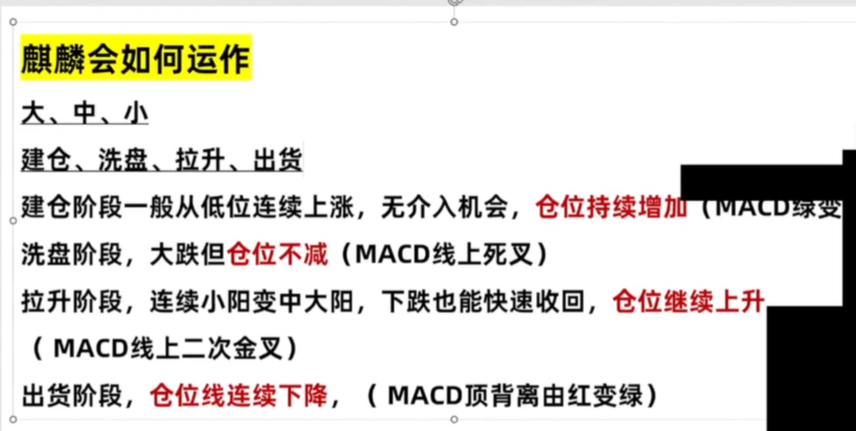 麒麟会如何运作
大、中、小
建仓、洗盘、拉升、出货
建仓阶段一般从低位连续上涨，无介入机会，仓位持续增加（MACD绿变
洗盘阶段，大跌但仓位不减（MACD线上死叉）
拉升阶段，连续小阳变中大阳，下跌也能快速收回，仓位继续上升
（ MACD线上二次金叉）
出货阶段，仓位线连续下降，（ MACD顶背离由红变绿）